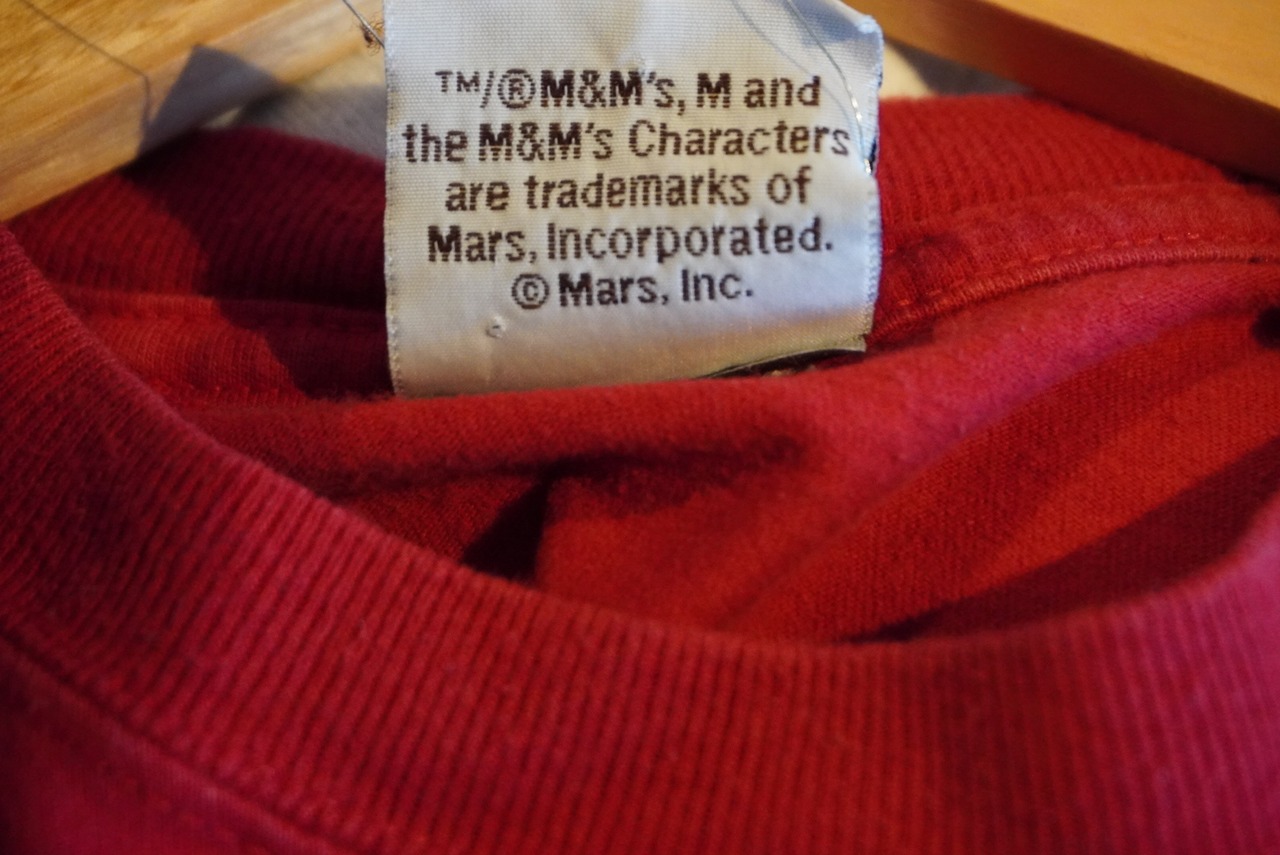 ™/®M&M's, M and
the M&M's Characters
are trademarks of
Mars, Incorporated.
© Mars, Inc.